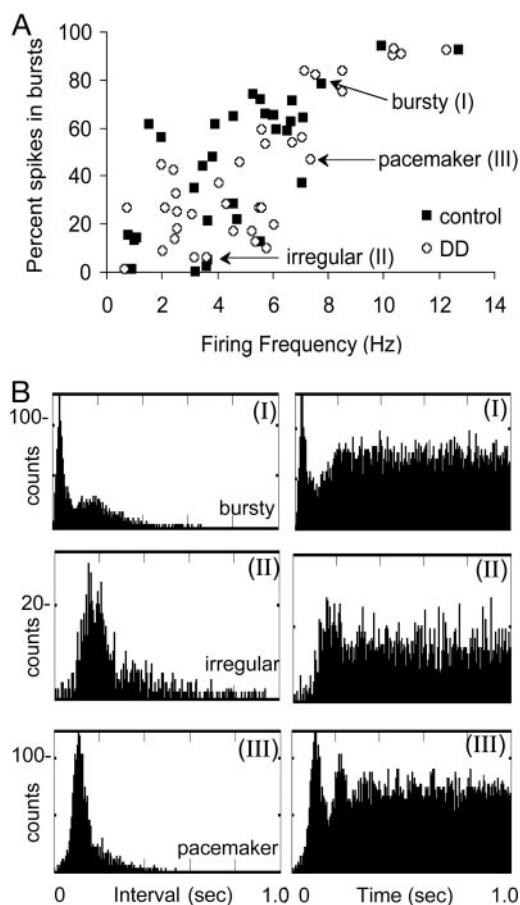 A
Percent spikes in bursts
100
80
60
40
20
0
bursty (I)
pacemaker (III)
irregular (II)
control
DD
0 2 4 6 8 10 12 14
Firing Frequency (Hz)
B
100-
counts
(I)
bursty
(I)
20-
counts
(II)
irregular
(II)
100-
counts
(III)
pacemaker
(III)
0 Interval (sec) 1.0
0 Time (sec) 1.0